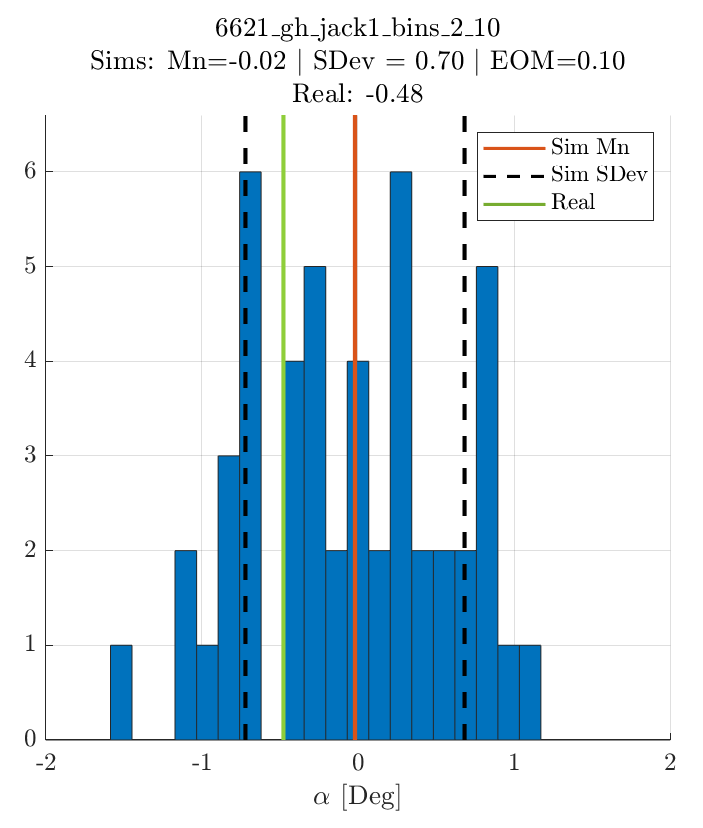 6621_gh_jack1_bins_2_10
Sims: Mn=-0.02 | SDev = 0.70 | EOM=0.10
Real: -0.48
Sim Mn
Sim SDev
Real
6
5
4
3
2
1
0
-2 -1 0 1 2
α [Deg]